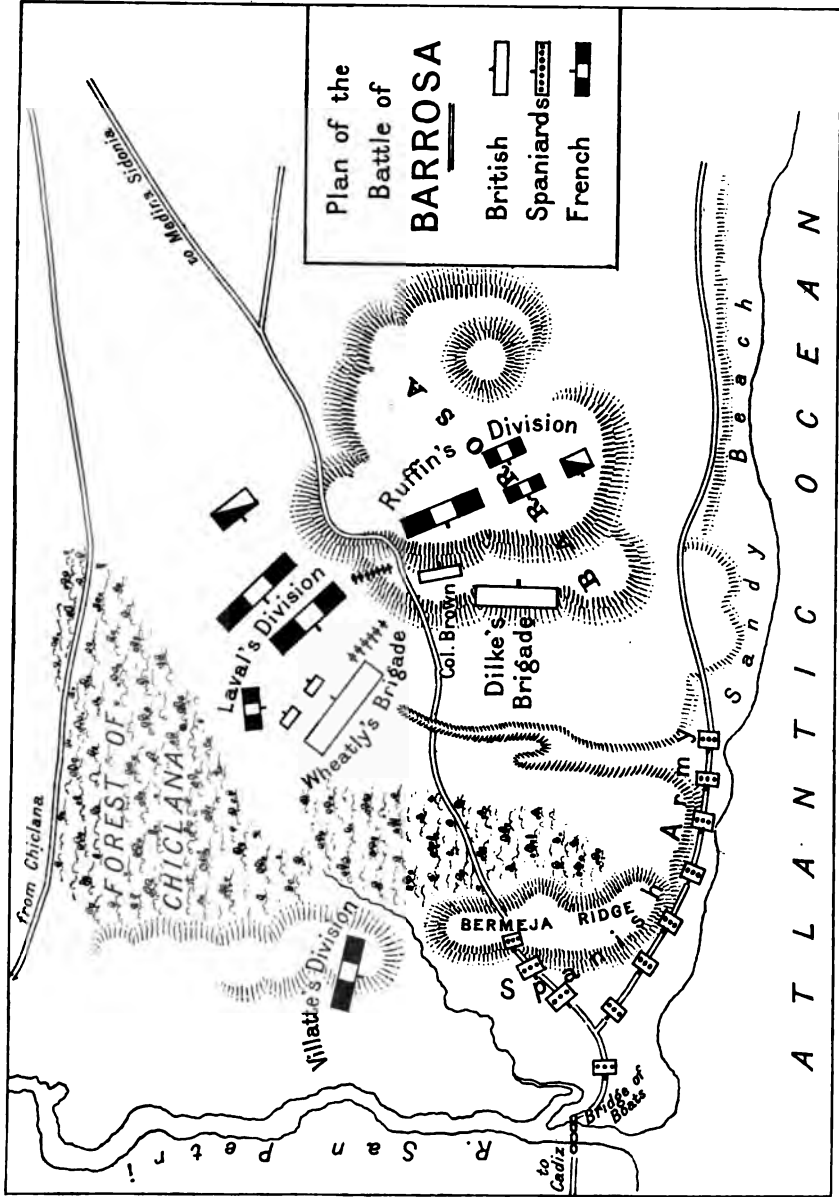 Plan of the
Battle of
BARROSA
British
Spaniards
French
from Chiclana
to Medina Sidonia
FOREST OF
CHICLANA
Laval's Division
Wheatly's Brigade
Villatte's Division
Ruffin's Division
BARROSA
Col. Brown
Dilke's
Brigade
BERMEJA RIDGE
Spanish Army
Sandy Beach
R. San Petri
to
Cadiz
Bridge of
Boats
ATLANTIC OCEAN